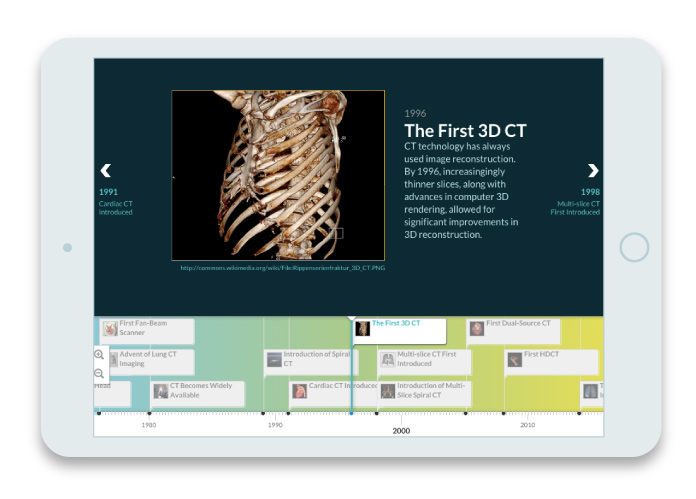 1996
The First 3D CT
CT technology has always
used image reconstruction.
By 1996, increasingingly
thinner slices, along with
advances in computer 3D
rendering, allowed for
significant improvements in
3D reconstruction.
1991
Cardiac CT
Introduced
1998
Multi-slice CT
First Introduced
http://commons.wikimedia.org/wiki/File:Rippenserienfraktur_3D_CT.PNG
First Fan-Beam
Scanner
The First 3D CT
First Dual-Source CT
Advent of Lung CT
Imaging
Introduction of Spiral
CT
Multi-slice CT First
Introduced
First HDCT
Head
CT Becomes Widely
Available
Cardiac CT Introduced
Introduction of Multi-
Slice Spiral CT
1980
1990
2000
2010